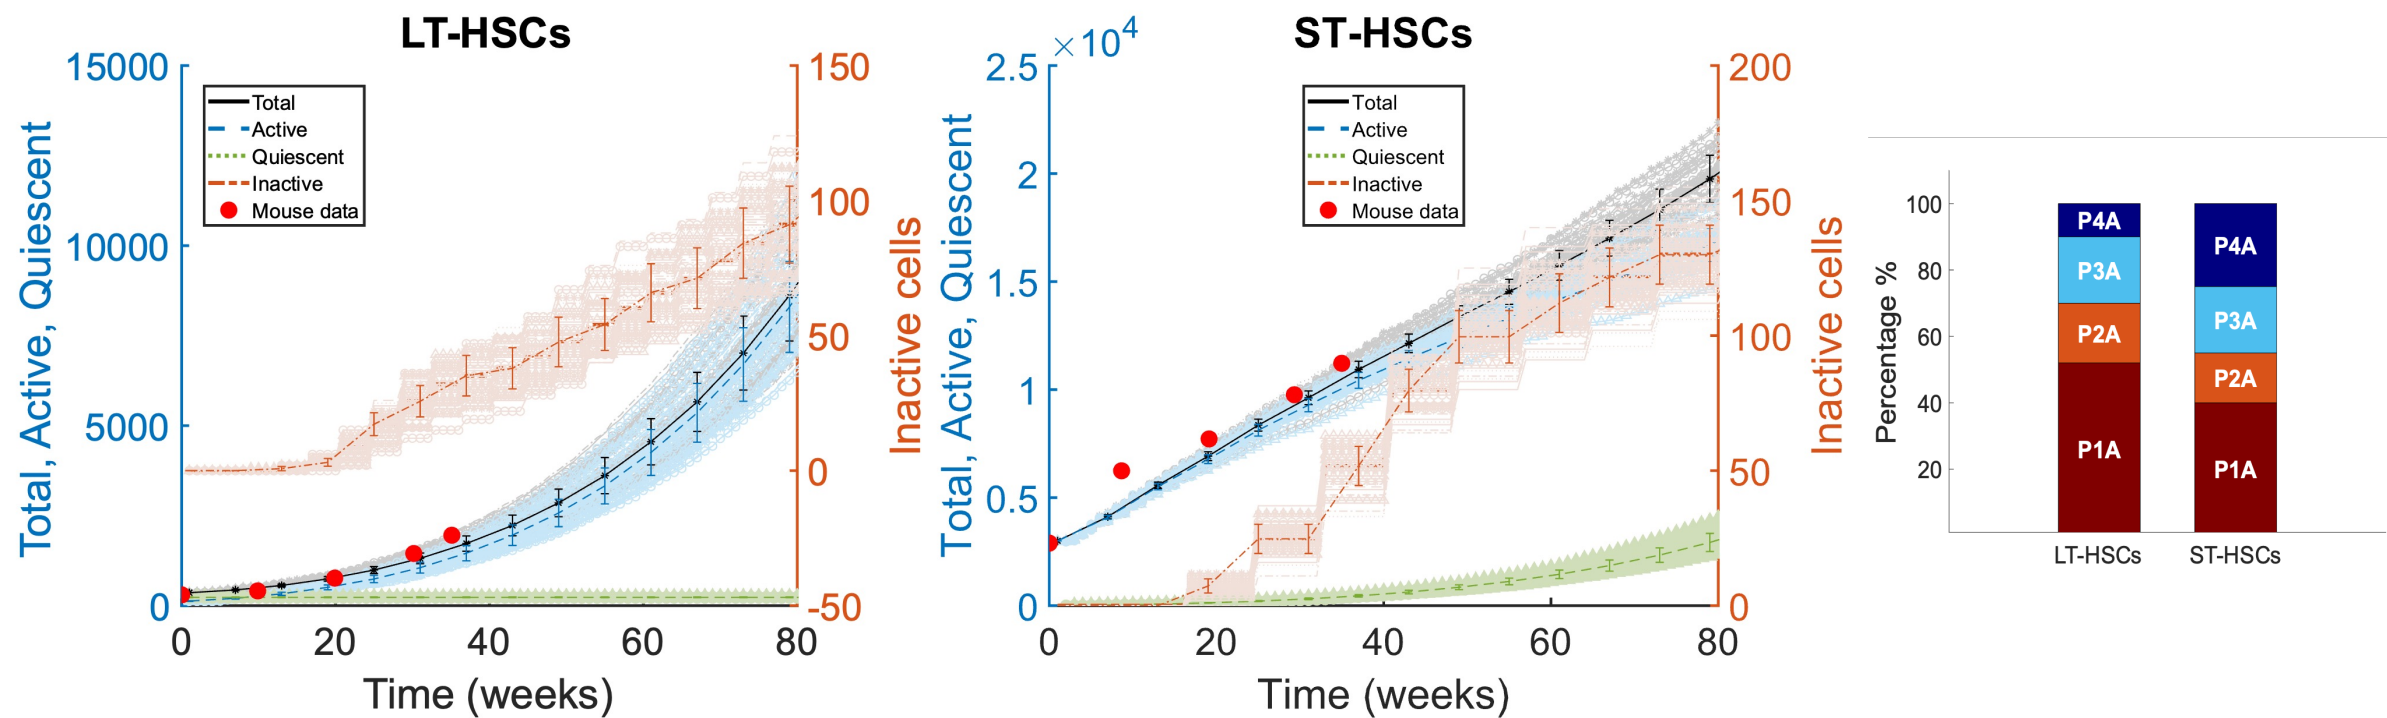 LT-HSCs
15000
10000
5000
0
Total, Active, Quiescent
Total
Active
Quiescent
Inactive
Mouse data
150
100
50
0
-50
Inactive cells
0 20 40 60 80
Time (weeks)
ST-HSCs
×10⁴
2.5
2
1.5
1
0.5
0
Total, Active, Quiescent
Total
Active
Quiescent
Inactive
Mouse data
200
150
100
50
0
Inactive cells
0 20 40 60 80
Time (weeks)
100
80
60
40
20
Percentage %
P4A
P3A
P2A
P1A
P4A
P3A
P2A
P1A
LT-HSCs ST-HSCs